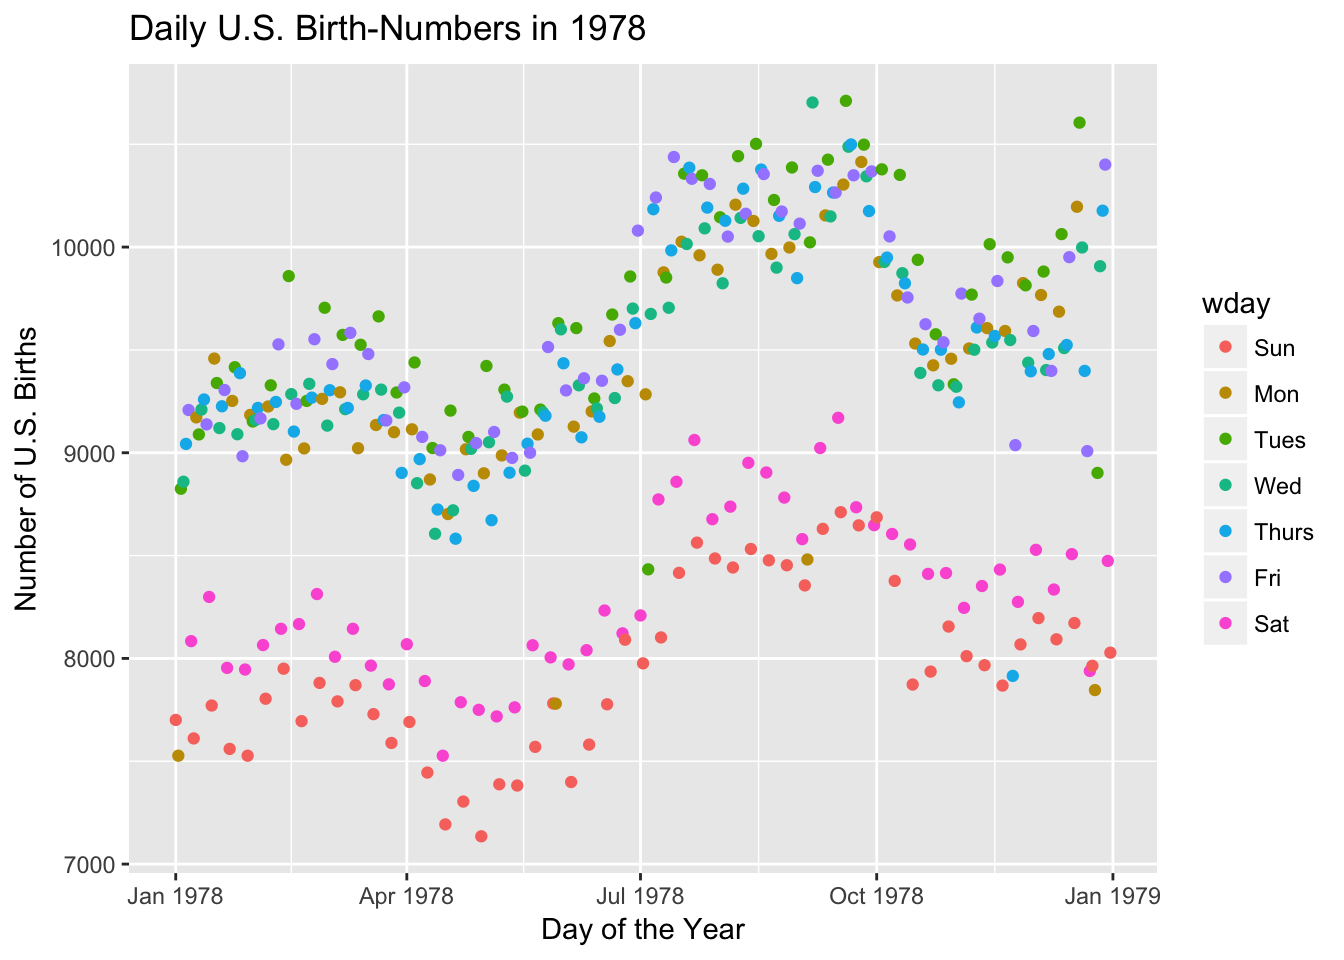 Daily U.S. Birth-Numbers in 1978
Number of U.S. Births
10000
9000
8000
7000
Jan 1978
Apr 1978
Jul 1978
Oct 1978
Jan 1979
Day of the Year
wday
Sun
Mon
Tues
Wed
Thurs
Fri
Sat